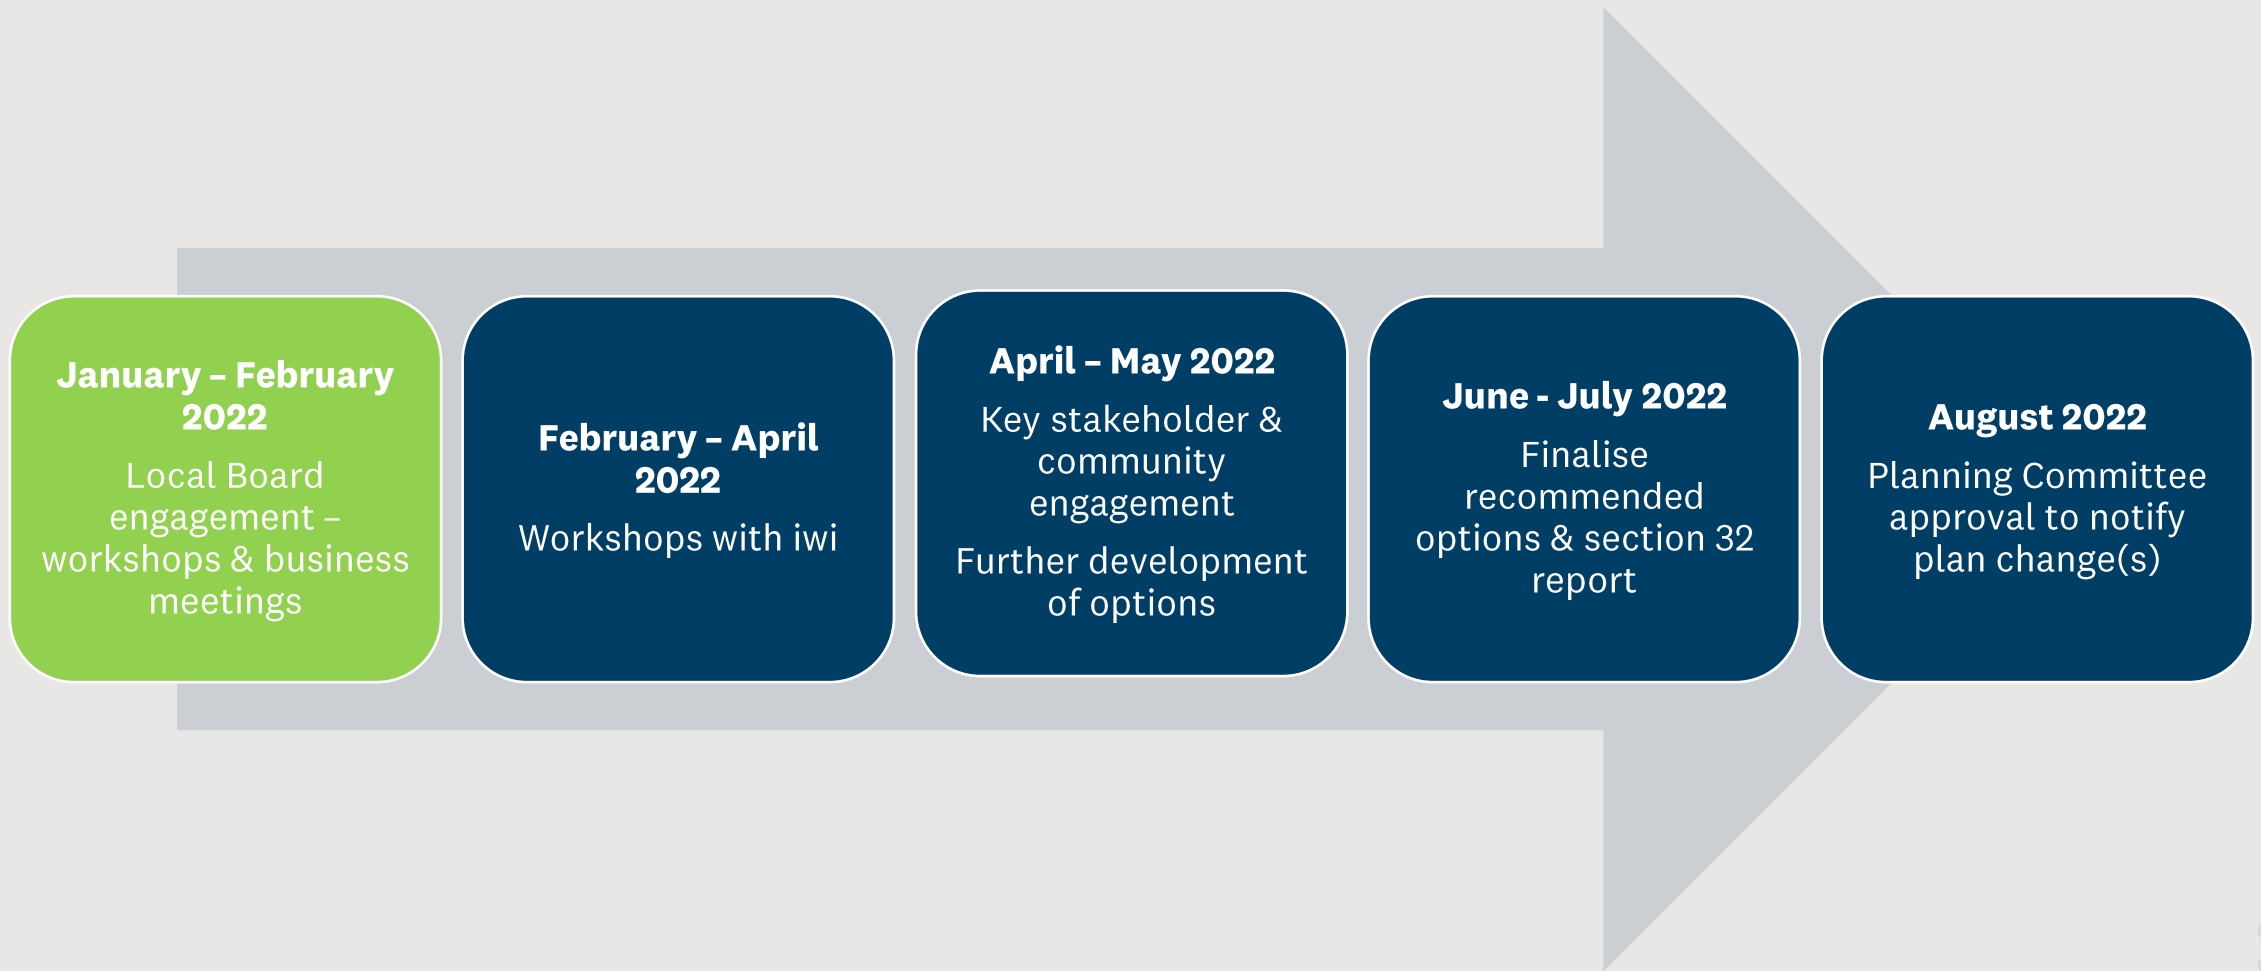 January – February
2022
Local Board
engagement –
workshops & business
meetings
February – April
2022
Workshops with iwi
April – May 2022
Key stakeholder &
community
engagement
Further development
of options
June - July 2022
Finalise
recommended
options & section 32
report
August 2022
Planning Committee
approval to notify
plan change(s)